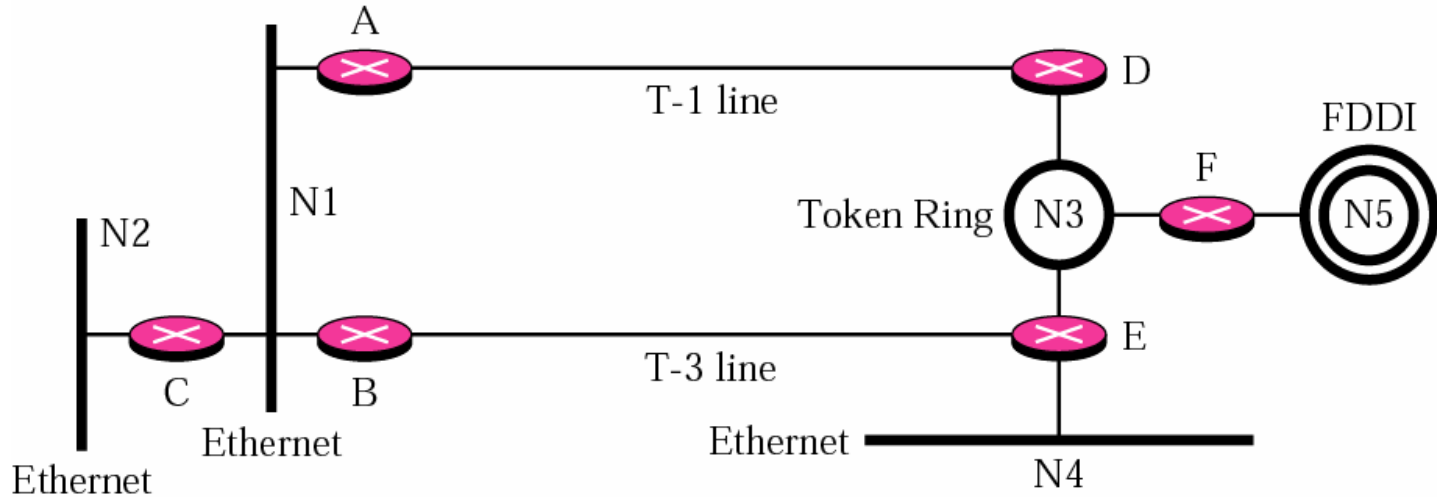 A
T-1 line
D
FDDI
F
N1
Token Ring
N3
N5
N2
C
B
T-3 line
E
Ethernet
Ethernet
Ethernet
N4